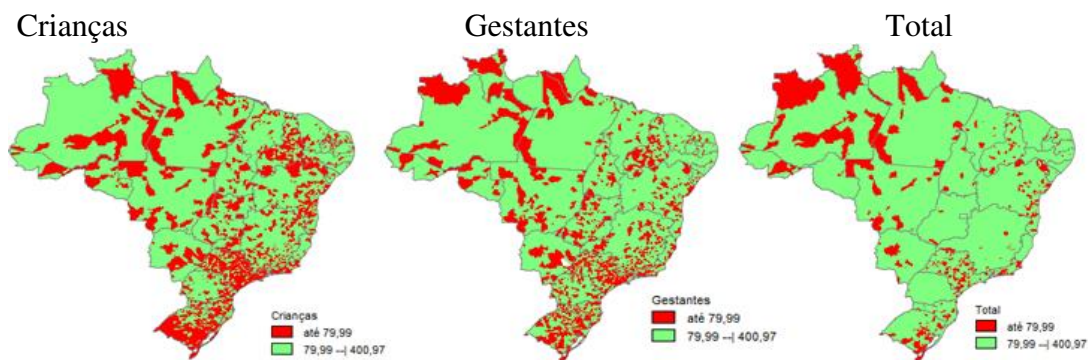 Crianças
Gestantes
Total
Crianças
até 79,99
79,99 --| 400,97
Gestantes
até 79,99
79,99 --| 400,97
Total
até 79,99
79,99 --| 400,97